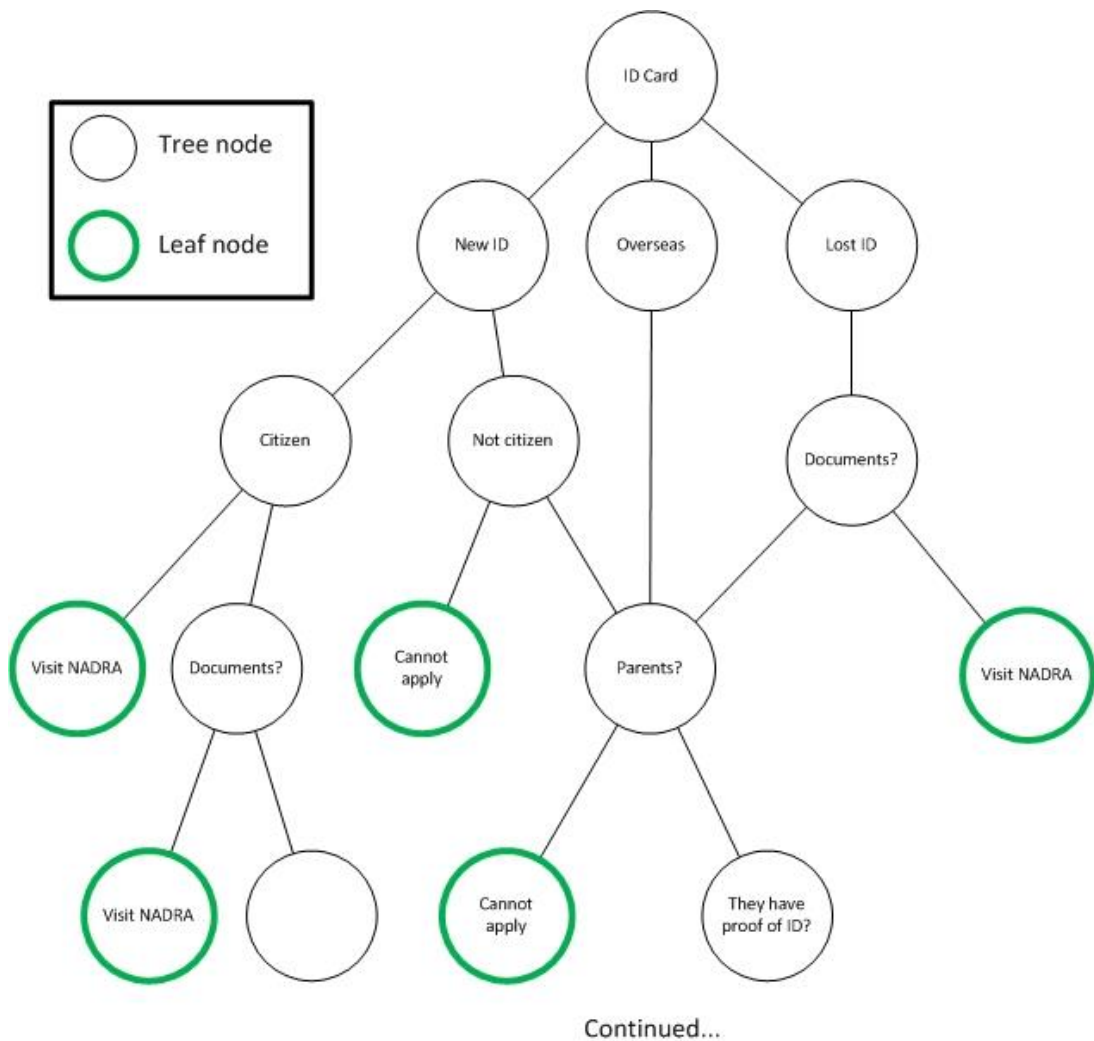 ID Card
Tree node
Leaf node
New ID
Overseas
Lost ID
Citizen
Not citizen
Documents?
Visit NADRA
Documents?
Cannot
apply
Parents?
Visit NADRA
Visit NADRA
Cannot
apply
They have
proof of ID?
Continued...